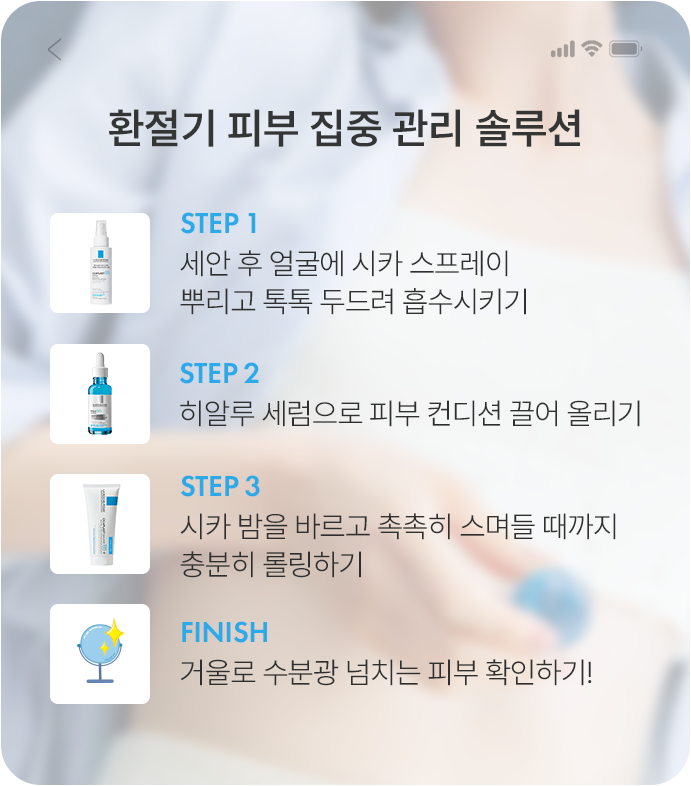 환절기 피부 집중 관리 솔루션
STEP 1
세안 후 얼굴에 시카 스프레이
뿌리고 톡톡 두드려 흡수시키기
STEP 2
히알루 세럼으로 피부 컨디션 끌어 올리기
STEP 3
시카 밤을 바르고 촉촉히 스며들 때까지
충분히 롤링하기
FINISH
거울로 수분광 넘치는 피부 확인하기!